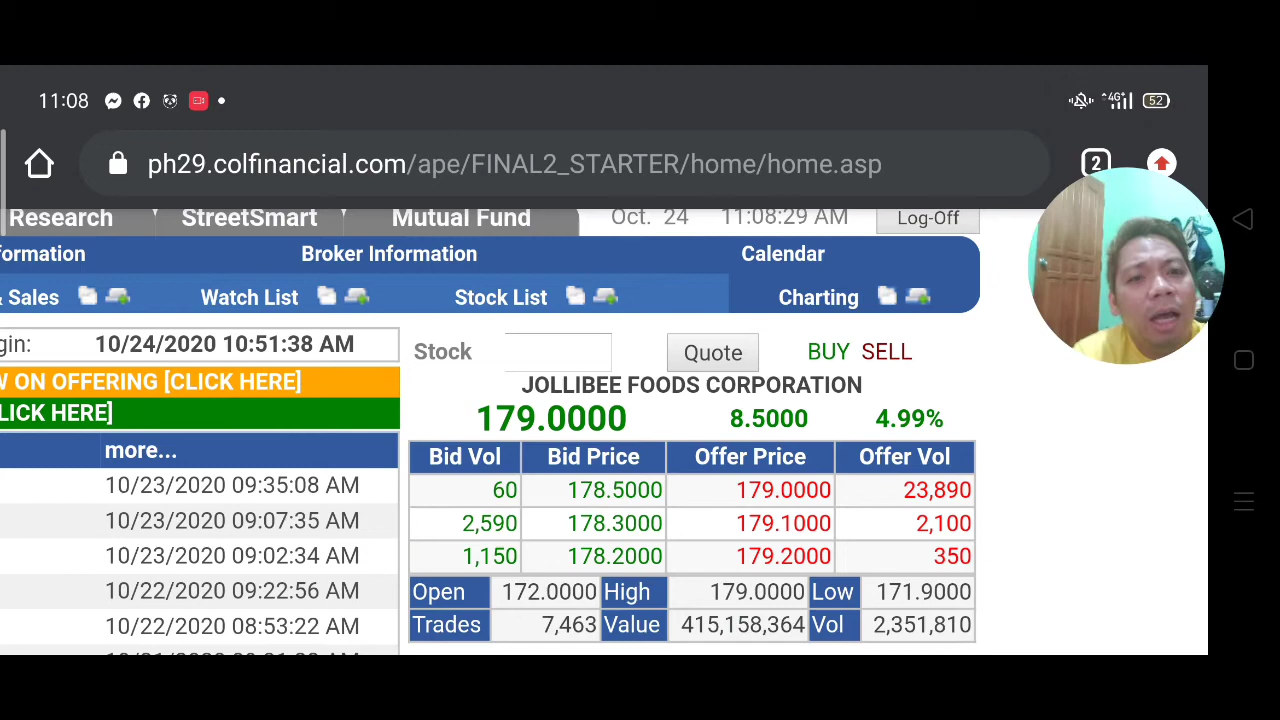 11:08
52
ph29.colfinancial.com/ape/FINAL2_STARTER/home/home.asp
2
Research StreetSmart Mutual Fund Oct. 24 11:08:29 AM Log-Off
formation Broker Information Calendar
& Sales Watch List Stock List Charting
gin: 10/24/2020 10:51:38 AM
Stock Quote BUY SELL
W ON OFFERING [CLICK HERE]
LICK HERE]
JOLLIBEE FOODS CORPORATION
179.0000 8.5000 4.99%
more...
Bid Vol Bid Price Offer Price Offer Vol
10/23/2020 09:35:08 AM
60 178.5000 179.0000 23,890
10/23/2020 09:07:35 AM
2,590 178.3000 179.1000 2,100
10/23/2020 09:02:34 AM
1,150 178.2000 179.2000 350
10/22/2020 09:22:56 AM
Open 172.0000 High 179.0000 Low 171.9000
10/22/2020 08:53:22 AM
Trades 7,463 Value 415,158,364 Vol 2,351,810